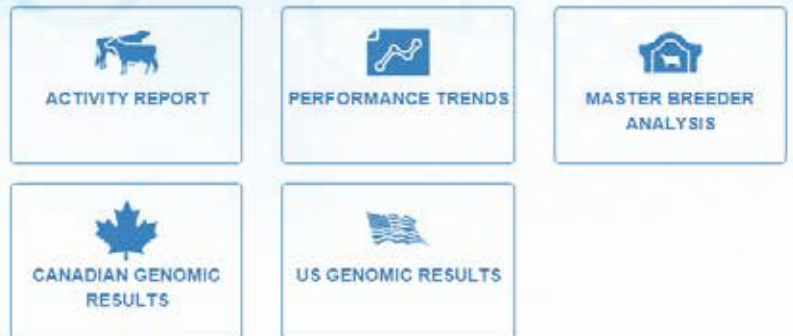 ACTIVITY REPORT
PERFORMANCE TRENDS
MASTER BREEDER
ANALYSIS
CANADIAN GENOMIC
RESULTS
US GENOMIC RESULTS